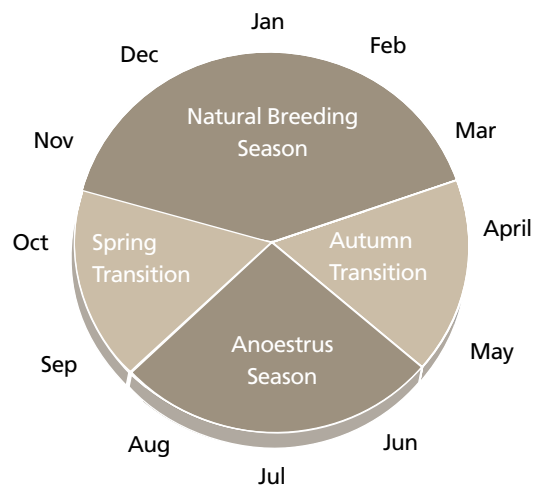 Jan
Dec
Feb
Natural Breeding
Season
Nov
Mar
Oct
Spring
Transition
Autumn
Transition
April
Anoestrus
Season
Sep
May
Aug
Jun
Jul